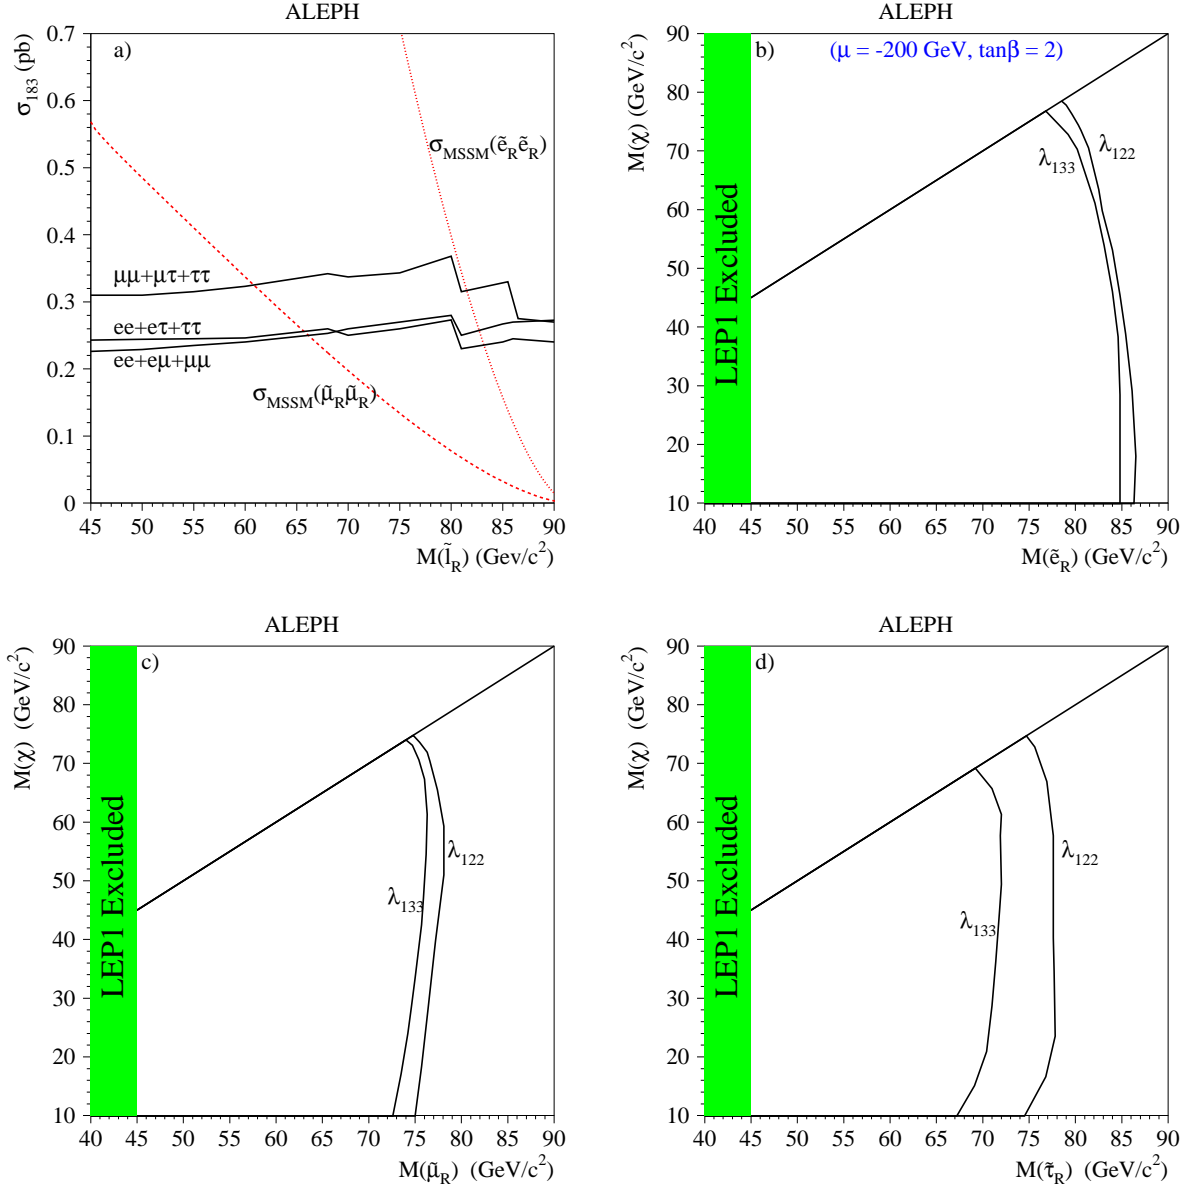 ALEPH
a)
σ183 (pb)
0.7
0.6
0.5
0.4
0.3
0.2
0.1
0
σMSSM(ẽRẽR)
μμ+μτ+ττ
ee+eτ+ττ
ee+eμ+μμ
σMSSM(μ̃Rμ̃R)
45 50 55 60 65 70 75 80 85 90
M(l̃R) (Gev/c2)
ALEPH
b)
(μ = -200 GeV, tanβ = 2)
M(χ) (GeV/c2)
90
80
70
60
50
40
30
20
10
LEP1 Excluded
λ133
λ122
40 45 50 55 60 65 70 75 80 85 90
M(ẽR) (GeV/c2)
ALEPH
c)
M(χ) (GeV/c2)
90
80
70
60
50
40
30
20
10
LEP1 Excluded
λ122
λ133
40 45 50 55 60 65 70 75 80 85 90
M(μ̃R) (GeV/c2)
ALEPH
d)
M(χ) (GeV/c2)
90
80
70
60
50
40
30
20
10
LEP1 Excluded
λ122
λ133
40 45 50 55 60 65 70 75 80 85 90
M(τ̃R) (GeV/c2)